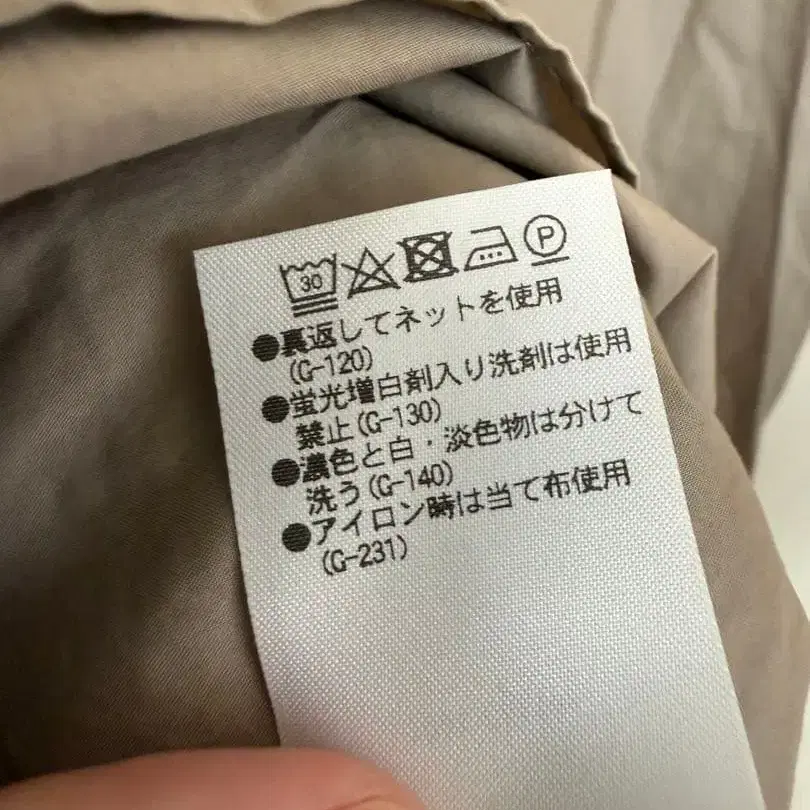 30 P
●裏返してネットを使用
(G-120)
●蛍光増白剤入り洗剤は使用
禁止(G-130)
●濃色と白・淡色物は分けて
洗う(G-140)
●アイロン時は当て布使用
(G-231)